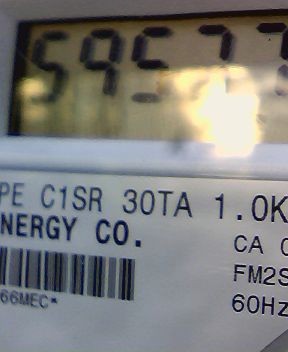 5957
PE C1SR 30TA 1.0K
NERGY CO.
CA
FM2S
66MEC*
60Hz